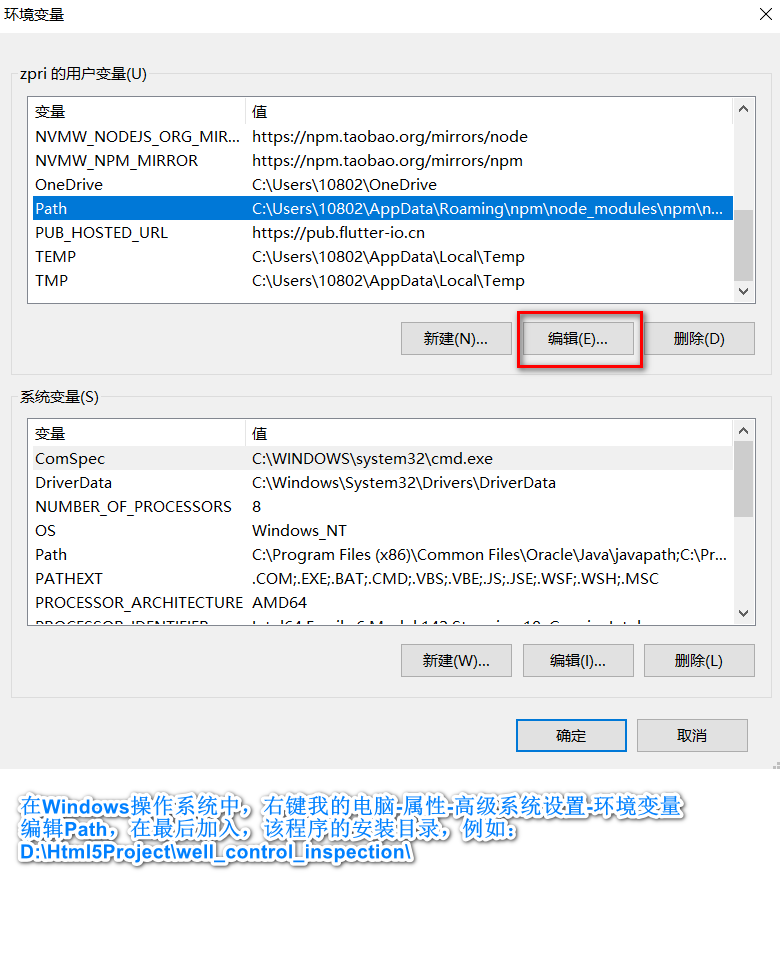 环境变量
zpri 的用户变量(U)
变量 值
NVMW_NODEJS_ORG_MIR... https://npm.taobao.org/mirrors/node
NVMW_NPM_MIRROR https://npm.taobao.org/mirrors/npm
OneDrive C:\Users\10802\OneDrive
Path C:\Users\10802\AppData\Roaming\npm\node_modules\npm\n...
PUB_HOSTED_URL https://pub.flutter-io.cn
TEMP C:\Users\10802\AppData\Local\Temp
TMP C:\Users\10802\AppData\Local\Temp
新建(N)... 编辑(E)... 删除(D)
系统变量(S)
变量 值
ComSpec C:\WINDOWS\system32\cmd.exe
DriverData C:\Windows\System32\Drivers\DriverData
NUMBER_OF_PROCESSORS 8
OS Windows_NT
Path C:\Program Files (x86)\Common Files\Oracle\Java\javapath;C:\Pr...
PATHEXT .COM;.EXE;.BAT;.CMD;.VBS;.VBE;.JS;.JSE;.WSF;.WSH;.MSC
PROCESSOR_ARCHITECTURE AMD64
新建(W)... 编辑(I)... 删除(L)
确定 取消
在Windows操作系统中，右键我的电脑-属性-高级系统设置-环境变量
编辑Path，在最后加入，该程序的安装目录，例如：
D:\Html5Project\well_control_inspection\